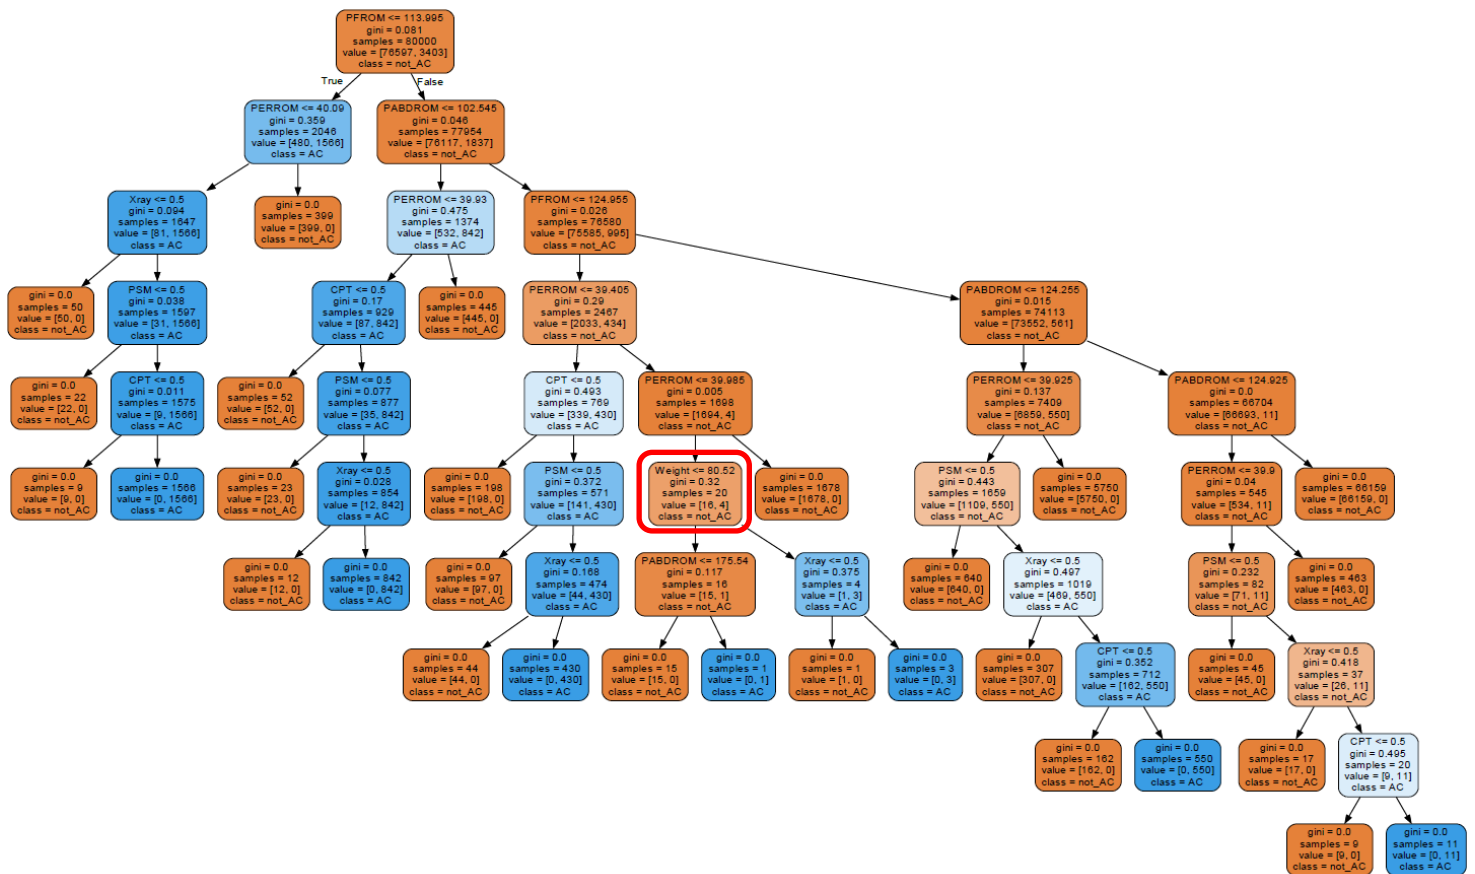 PFROM <= 113.995
gini = 0.081
samples = 80000
value = [76597, 3403]
class = not_AC
True
False
PERROM <= 40.09
gini = 0.359
samples = 2046
value = [480, 1566]
class = AC
PABDROM <= 102.545
gini = 0.046
samples = 77954
value = [76117, 1837]
class = not_AC
Xray <= 0.5
gini = 0.094
samples = 1647
value = [81, 1566]
class = AC
gini = 0.0
samples = 399
value = [399, 0]
class = not_AC
PERROM <= 39.93
gini = 0.475
samples = 1374
value = [532, 842]
class = AC
PFROM <= 124.955
gini = 0.026
samples = 76580
value = [75585, 995]
class = not_AC
gini = 0.0
samples = 50
value = [50, 0]
class = not_AC
PSM <= 0.5
gini = 0.038
samples = 1597
value = [31, 1566]
class = AC
CPT <= 0.5
gini = 0.17
samples = 929
value = [87, 842]
class = AC
gini = 0.0
samples = 445
value = [445, 0]
class = not_AC
PERROM <= 39.405
gini = 0.29
samples = 2467
value = [2033, 434]
class = not_AC
PABDROM <= 124.255
gini = 0.015
samples = 74113
value = [73552, 561]
class = not_AC
gini = 0.0
samples = 22
value = [22, 0]
class = not_AC
CPT <= 0.5
gini = 0.011
samples = 1575
value = [9, 1566]
class = AC
gini = 0.0
samples = 52
value = [52, 0]
class = not_AC
PSM <= 0.5
gini = 0.077
samples = 877
value = [35, 842]
class = AC
CPT <= 0.5
gini = 0.493
samples = 769
value = [339, 430]
class = AC
PERROM <= 39.985
gini = 0.005
samples = 1698
value = [1694, 4]
class = not_AC
PERROM <= 39.925
gini = 0.137
samples = 7409
value = [6859, 550]
class = not_AC
PABDROM <= 124.925
gini = 0.0
samples = 66704
value = [66693, 11]
class = not_AC
gini = 0.0
samples = 9
value = [9, 0]
class = not_AC
gini = 0.0
samples = 1566
value = [0, 1566]
class = AC
gini = 0.0
samples = 23
value = [23, 0]
class = not_AC
Xray <= 0.5
gini = 0.028
samples = 854
value = [12, 842]
class = AC
gini = 0.0
samples = 198
value = [198, 0]
class = not_AC
PSM <= 0.5
gini = 0.372
samples = 571
value = [141, 430]
class = AC
Weight <= 80.52
gini = 0.32
samples = 20
value = [16, 4]
class = not_AC
gini = 0.0
samples = 1678
value = [1678, 0]
class = not_AC
PSM <= 0.5
gini = 0.443
samples = 1659
value = [1109, 550]
class = not_AC
gini = 0.0
samples = 5750
value = [5750, 0]
class = not_AC
PERROM <= 39.9
gini = 0.04
samples = 545
value = [534, 11]
class = not_AC
gini = 0.0
samples = 66159
value = [66159, 0]
class = not_AC
gini = 0.0
samples = 12
value = [12, 0]
class = not_AC
gini = 0.0
samples = 842
value = [0, 842]
class = AC
gini = 0.0
samples = 97
value = [97, 0]
class = not_AC
Xray <= 0.5
gini = 0.168
samples = 474
value = [44, 430]
class = AC
PABDROM <= 175.54
gini = 0.117
samples = 16
value = [15, 1]
class = not_AC
Xray <= 0.5
gini = 0.375
samples = 4
value = [1, 3]
class = AC
gini = 0.0
samples = 640
value = [640, 0]
class = not_AC
Xray <= 0.5
gini = 0.497
samples = 1019
value = [469, 550]
class = AC
PSM <= 0.5
gini = 0.232
samples = 82
value = [71, 11]
class = not_AC
gini = 0.0
samples = 463
value = [463, 0]
class = not_AC
gini = 0.0
samples = 44
value = [44, 0]
class = not_AC
gini = 0.0
samples = 430
value = [0, 430]
class = AC
gini = 0.0
samples = 15
value = [15, 0]
class = not_AC
gini = 0.0
samples = 1
value = [0, 1]
class = AC
gini = 0.0
samples = 1
value = [1, 0]
class = not_AC
gini = 0.0
samples = 3
value = [0, 3]
class = AC
gini = 0.0
samples = 307
value = [307, 0]
class = not_AC
CPT <= 0.5
gini = 0.352
samples = 712
value = [162, 550]
class = AC
gini = 0.0
samples = 45
value = [45, 0]
class = not_AC
Xray <= 0.5
gini = 0.418
samples = 37
value = [26, 11]
class = not_AC
gini = 0.0
samples = 162
value = [162, 0]
class = not_AC
gini = 0.0
samples = 550
value = [0, 550]
class = AC
gini = 0.0
samples = 17
value = [17, 0]
class = not_AC
CPT <= 0.5
gini = 0.495
samples = 20
value = [9, 11]
class = AC
gini = 0.0
samples = 9
value = [9, 0]
class = not_AC
gini = 0.0
samples = 11
value = [0, 11]
class = AC